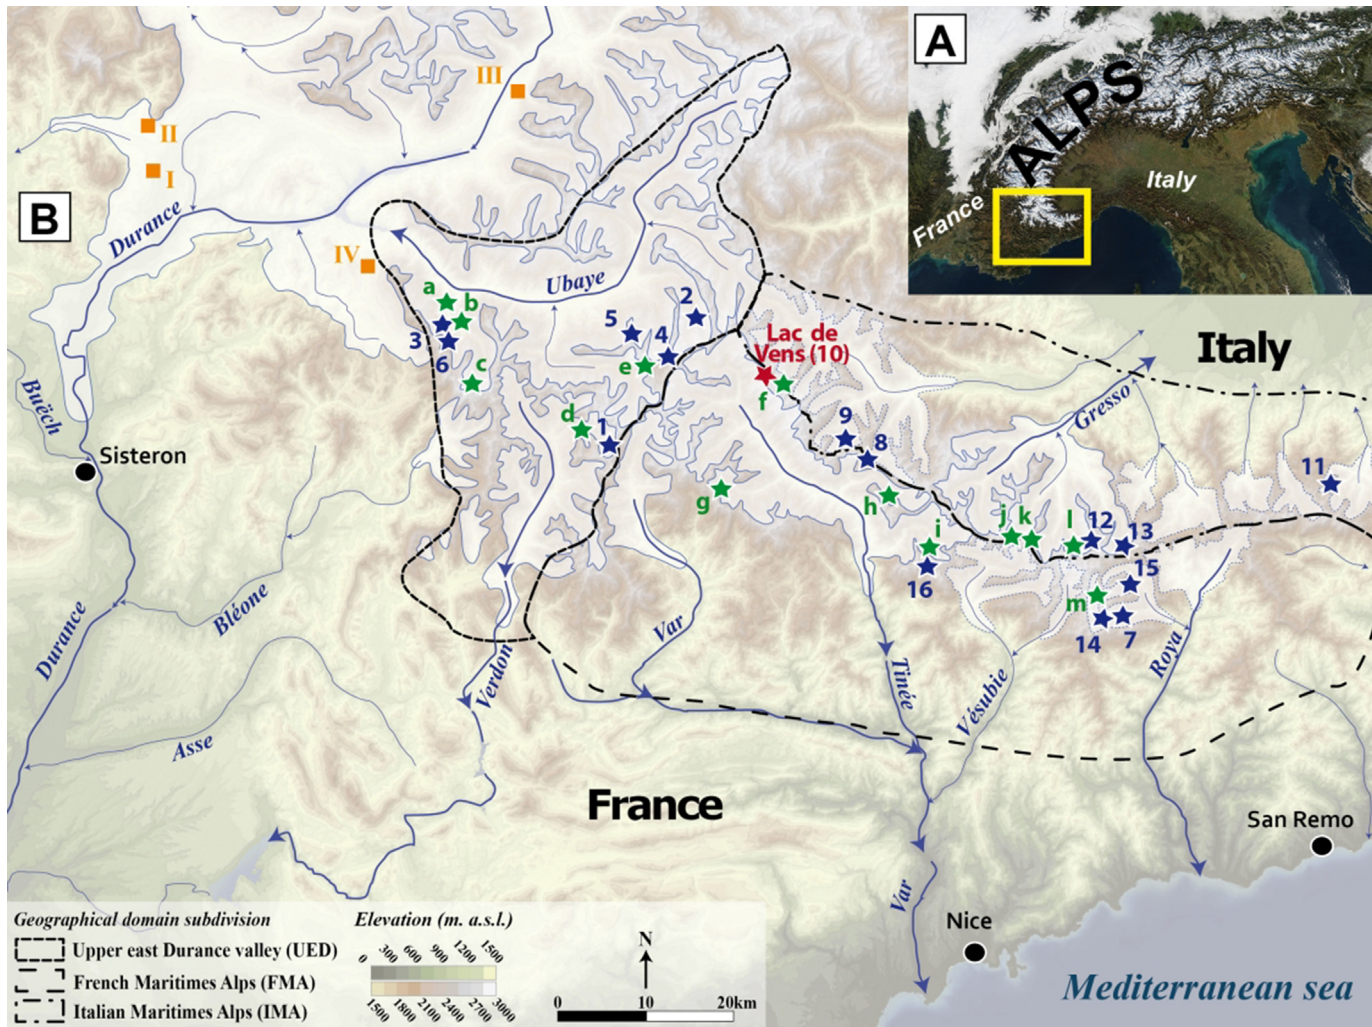 A
ALPS
Italy
France
B
III
II
I
Durance
IV
Ubaye
a
b
3
6
c
5
2
4
e
d
1
Lac de
Vens (10)
f
Italy
Gresso
9
8
g
h
11
j
k
l
12
13
i
16
15
m
14
7
Buëch
Sisteron
Durance
Bléone
Asse
Verdon
Var
Tinée
Vésubie
Roya
France
San Remo
Var
Nice
Mediterranean sea
Geographical domain subdivision
Upper east Durance valley (UED)
French Maritimes Alps (FMA)
Italian Maritimes Alps (IMA)
Elevation (m. a.s.l.)
0 300 600 900 1200 1500
1500 1800 2100 2400 2700 3000
N
0 10 20km